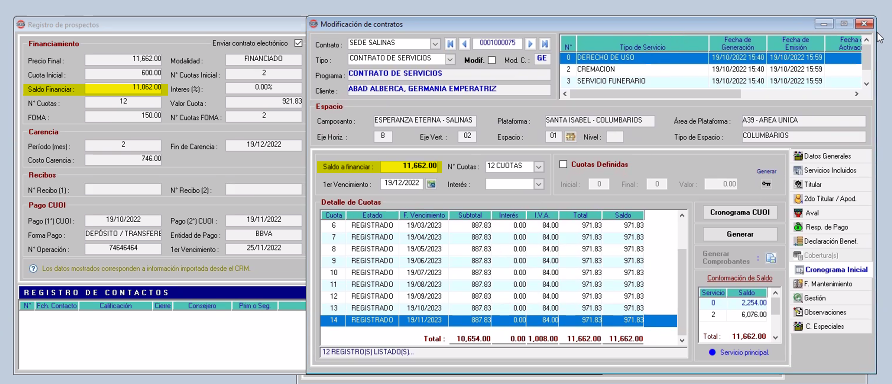 Registro de prospectos
Financiamiento
Enviar contrato electrónico
Precio Final :
11,662.00
Modalidad :
FINANCIADO
Cuota Inicial :
600.00
N° Cuotas Inicial :
2
Saldo Financiar :
11,062.00
Interes (%) :
0.00%
N° Cuotas :
12
Valor Cuota :
921.83
FOMA :
150.00
N° Cuotas FOMA :
2
Carencia
Período (mes) :
2
Fin de Carencia :
19/12/2022
Costo Carencia :
746.00
Recibos
N° Recibo (1) :
N° Recibo (2) :
Pago CUOI
Pago (1°) CUOI :
19/10/2022
Pago (2°) CUOI :
19/11/2022
Forma Pago :
DEPÓSITO / TRANSFERE
Entidad de Pago :
BBVA
N° Operación :
74646464
1er Vencimiento :
25/11/2022
Los datos mostrados corresponden a información importada desde el CRM.
REGISTRO DE CONTACTOS
N° Fch. Contacto Calificación Cierre Consejero Prim o Seg.
Modificación de contratos
Contrato :
SEDE SALINAS
0001000075
Tipo :
CONTRATO DE SERVICIOS
Modif.
Mod. C. :
GE
Programa :
CONTRATO DE SERVICIOS
Cliente :
ABAD ALBERCA, GERMANIA EMPERATRIZ
N° Tipo de Servicio Fecha de Generación Fecha de Emisión Fecha Activac
0 DERECHO DE USO 19/10/2022 15:40 19/10/2022 15:59
2 CREMACION 19/10/2022 15:40 19/10/2022 15:59
3 SERVICIO FUNERARIO 19/10/2022 15:40 19/10/2022 15:59
Espacio
Camposanto :
ESPERANZA ETERNA - SALINAS
Plataforma :
SANTA ISABEL - COLUMBARIOS
Área de Plataforma :
A39 - AREA UNICA
Eje Horiz. :
B
Eje Vert. :
02
Espacio :
01
Nivel :
Tipo de Espacio :
COLUMBARIOS
Saldo a financiar :
11,662.00
N° Cuotas :
12 CUOTAS
1er Vencimiento :
19/12/2022
Interés :
Cuotas Definidas
Generar
Inicial :
0
Final :
0
Valor :
0.00
Detalle de Cuotas
Cuota Estado F. Vencimiento Subtotal Interés I.V.A. Total Saldo
6 REGISTRADO 19/03/2023 887.83 0.00 84.00 971.83 971.83
7 REGISTRADO 19/04/2023 887.83 0.00 84.00 971.83 971.83
8 REGISTRADO 19/05/2023 887.83 0.00 84.00 971.83 971.83
9 REGISTRADO 19/06/2023 887.83 0.00 84.00 971.83 971.83
10 REGISTRADO 19/07/2023 887.83 0.00 84.00 971.83 971.83
11 REGISTRADO 19/08/2023 887.83 0.00 84.00 971.83 971.83
12 REGISTRADO 19/09/2023 887.83 0.00 84.00 971.83 971.83
13 REGISTRADO 19/10/2023 887.83 0.00 84.00 971.83 971.83
14 REGISTRADO 19/11/2023 887.83 0.00 84.00 971.83 971.83
Total : 10,654.00 0.00 1,008.00 11,662.00 11,662.00
12 REGISTRO(S) LISTADO(S)...
Cronograma CUOI
Generar
Generar Comprobantes :
Conformación de Saldo
Servicio Saldo
0 2,254.00
2 6,076.00
Total : 11,662.00
Servicio principal.
Datos Generales
Servicios Incluidos
Titular
2do Titular / Apod.
Aval
Resp. de Pago
Declaración Benef.
Cobertura(s)
Cronograma Inicial
F. Mantenimiento
Gestión
Observaciones
C. Especiales